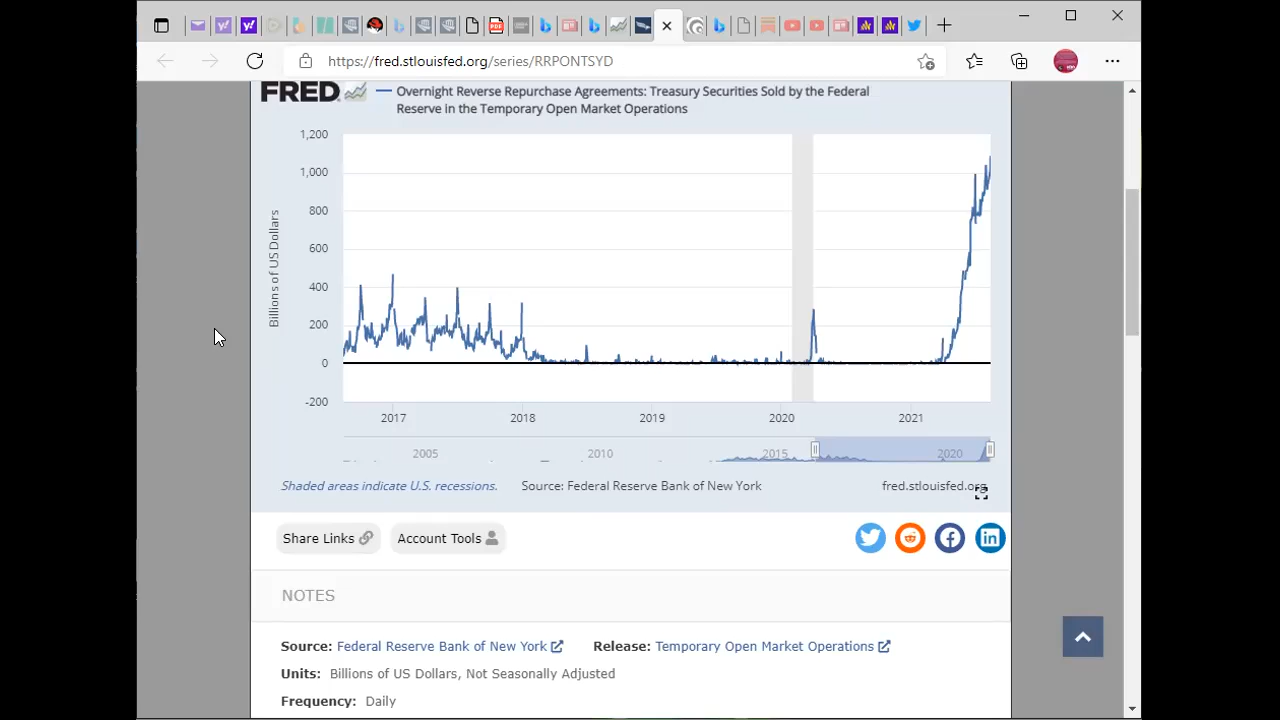 https://fred.stlouisfed.org/series/RRPONTSYD
FRED
Overnight Reverse Repurchase Agreements: Treasury Securities Sold by the Federal
Reserve in the Temporary Open Market Operations
Billions of US Dollars
1,200
1,000
800
600
400
200
0
-200
2017
2018
2019
2020
2021
2005
2010
2015
2020
Shaded areas indicate U.S. recessions.
Source: Federal Reserve Bank of New York
fred.stlouisfed.org
Share Links
Account Tools
NOTES
Source: Federal Reserve Bank of New York
Release: Temporary Open Market Operations
Units: Billions of US Dollars, Not Seasonally Adjusted
Frequency: Daily